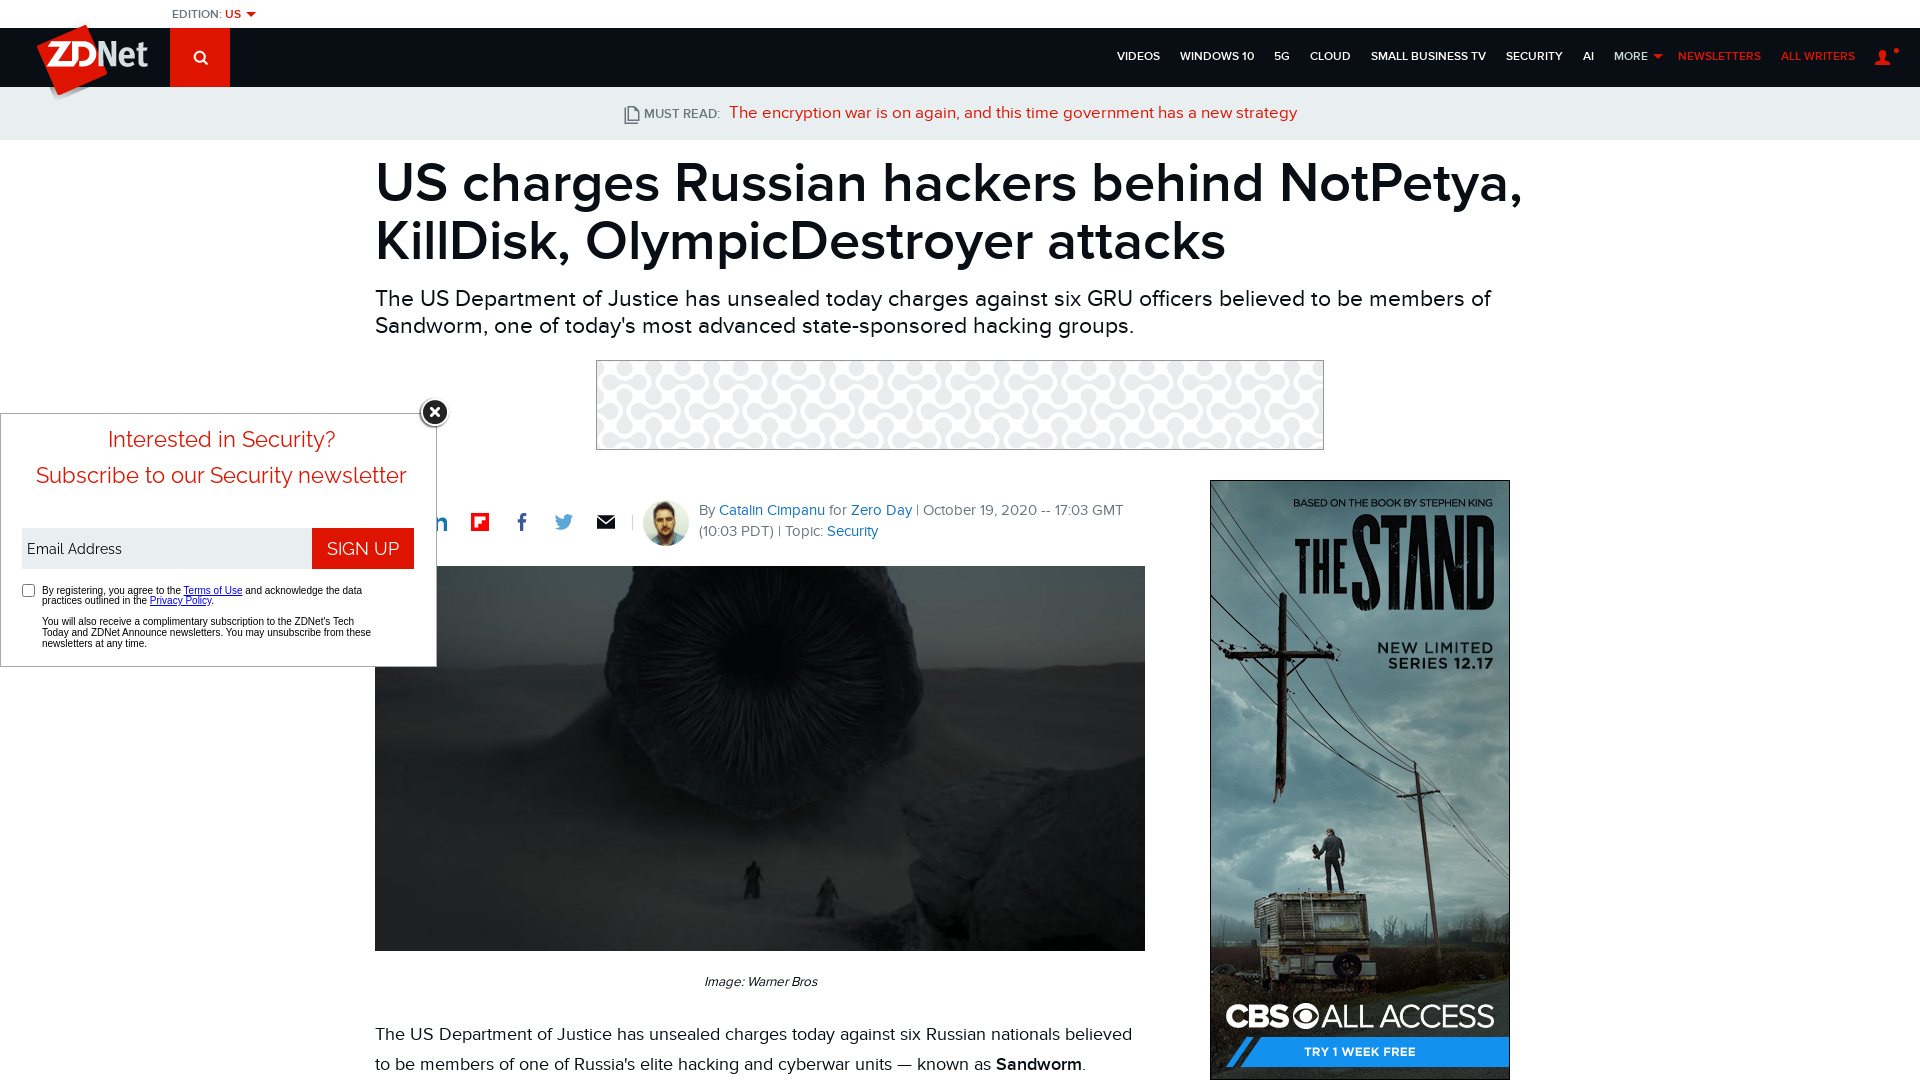 EDITION: US
ZDNet
VIDEOS WINDOWS 10 5G CLOUD SMALL BUSINESS TV SECURITY AI MORE NEWSLETTERS ALL WRITERS
MUST READ: The encryption war is on again, and this time government has a new strategy
US charges Russian hackers behind NotPetya,
KillDisk, OlympicDestroyer attacks
The US Department of Justice has unsealed today charges against six GRU officers believed to be members of
Sandworm, one of today's most advanced state-sponsored hacking groups.
Interested in Security?
Subscribe to our Security newsletter
Email Address SIGN UP
By registering, you agree to the Terms of Use and acknowledge the data
practices outlined in the Privacy Policy.
You will also receive a complimentary subscription to the ZDNet's Tech
Today and ZDNet Announce newsletters. You may unsubscribe from these
newsletters at any time.
By Catalin Cimpanu for Zero Day | October 19, 2020 -- 17:03 GMT
(10:03 PDT) | Topic: Security
Image: Warner Bros
The US Department of Justice has unsealed charges today against six Russian nationals believed
to be members of one of Russia's elite hacking and cyberwar units — known as Sandworm.
BASED ON THE BOOK BY STEPHEN KING
THE STAND
NEW LIMITED
SERIES 12.17
CBS ALL ACCESS
TRY 1 WEEK FREE